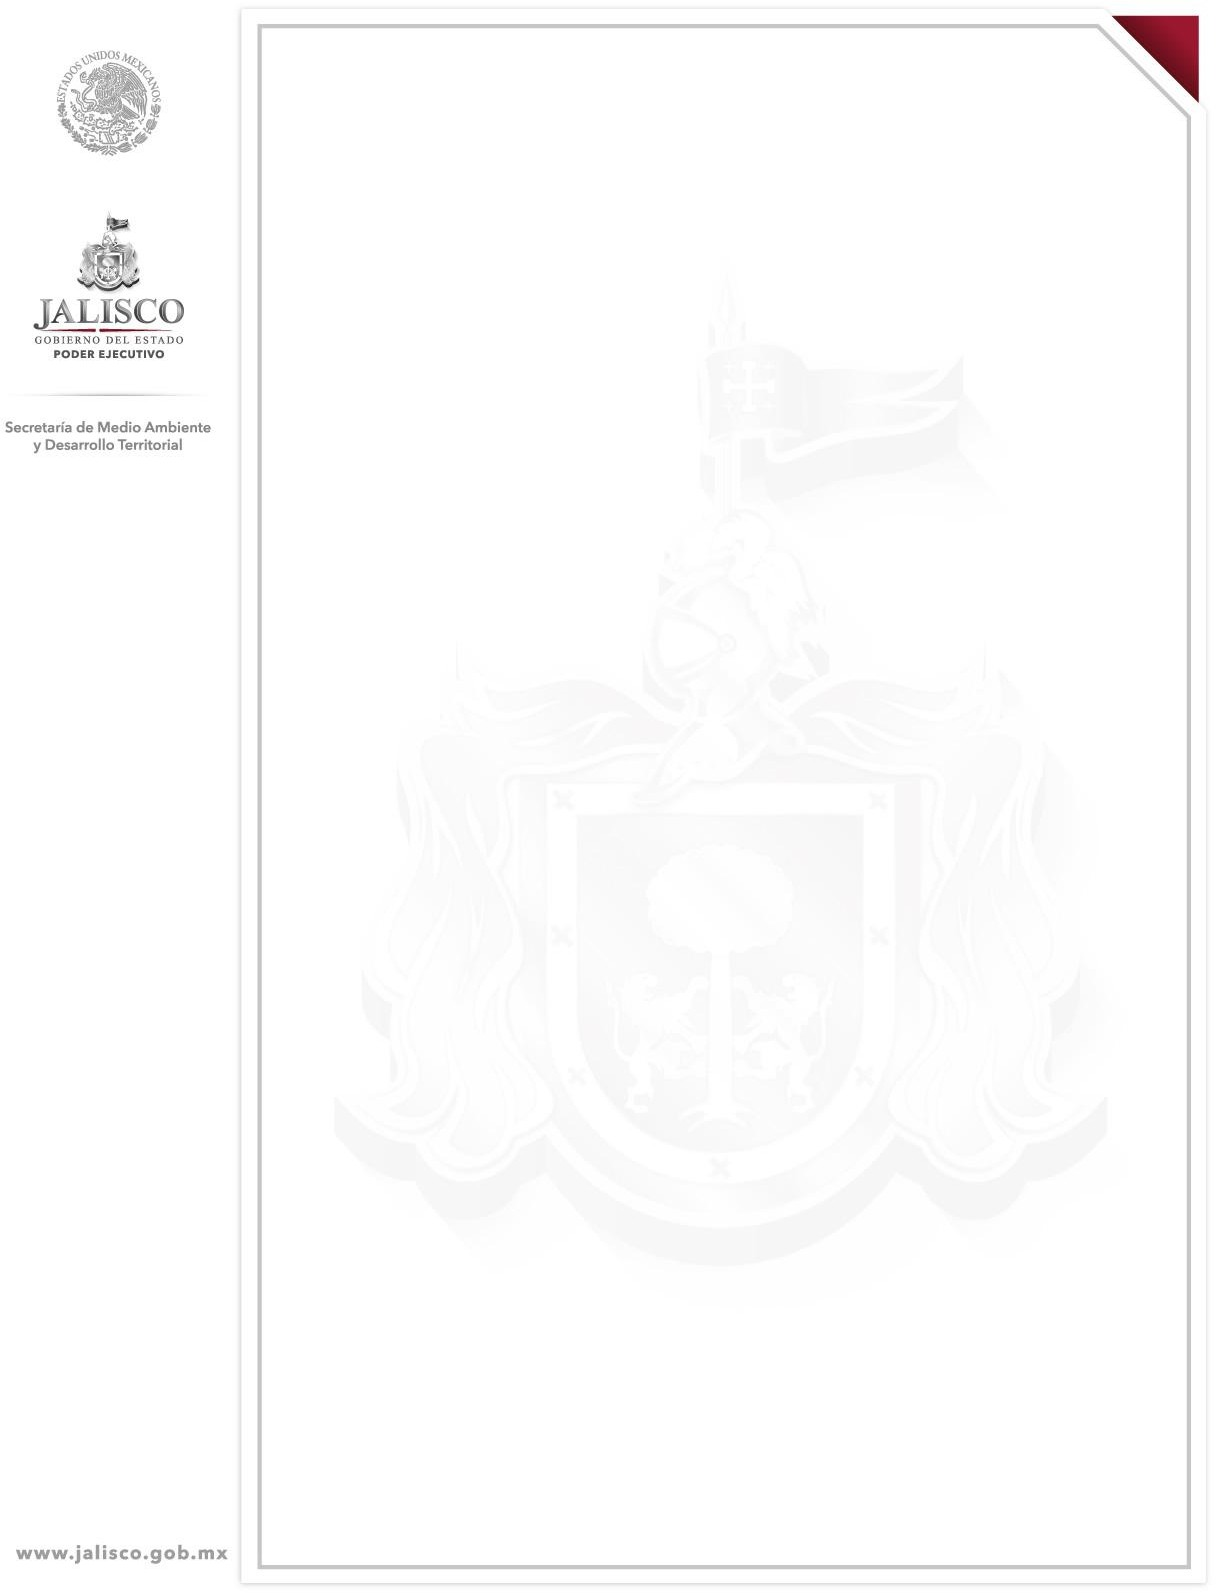 ESTADOS UNIDOS MEXICANOS
JALISCO
GOBIERNO DEL ESTADO
PODER EJECUTIVO
Secretaría de Medio Ambiente
y Desarrollo Territorial
www.jalisco.gob.mx